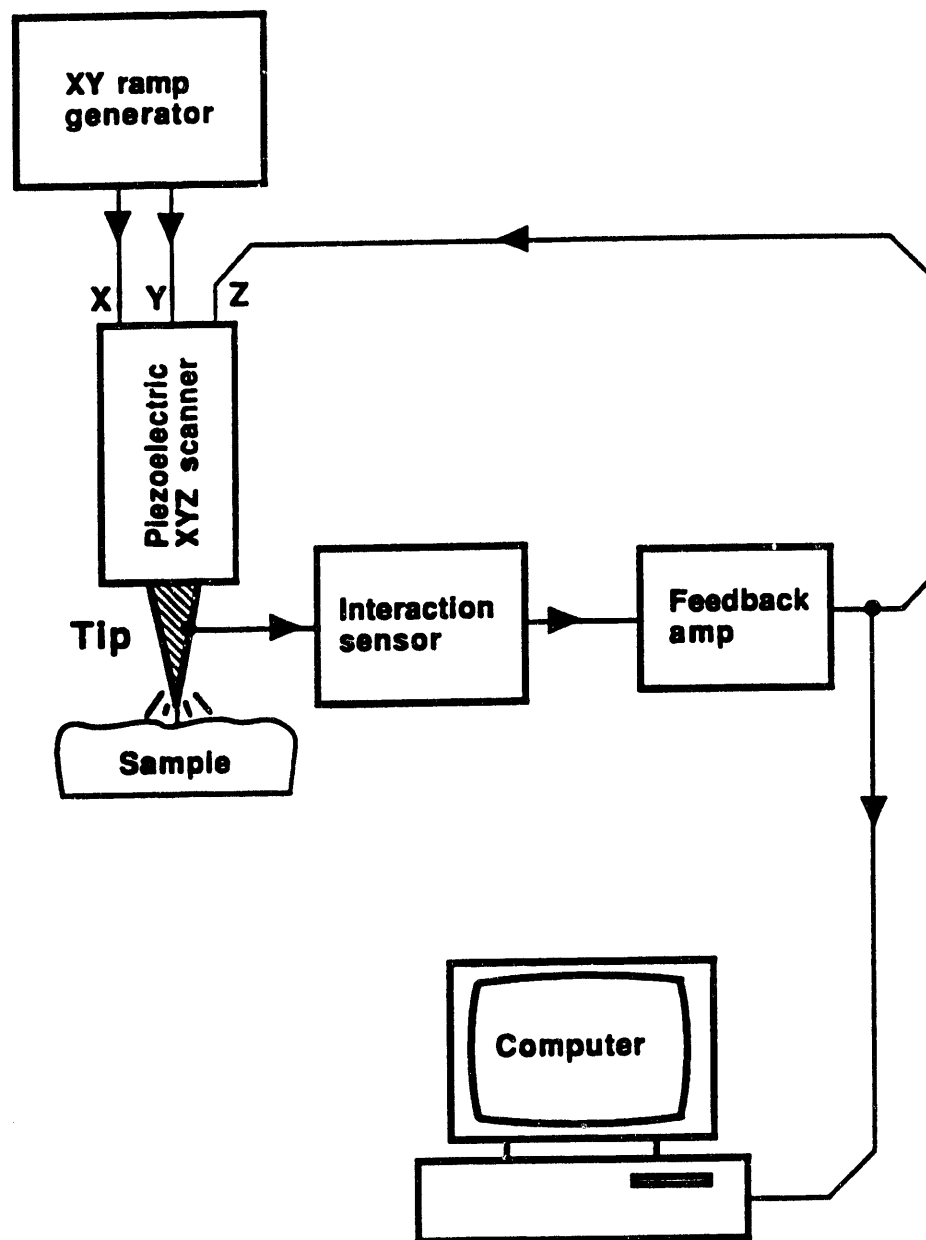 XY ramp
generator
X Y Z
Piezoelectric
XYZ scanner
Tip
Interaction
sensor
Feedback
amp
Sample
Computer